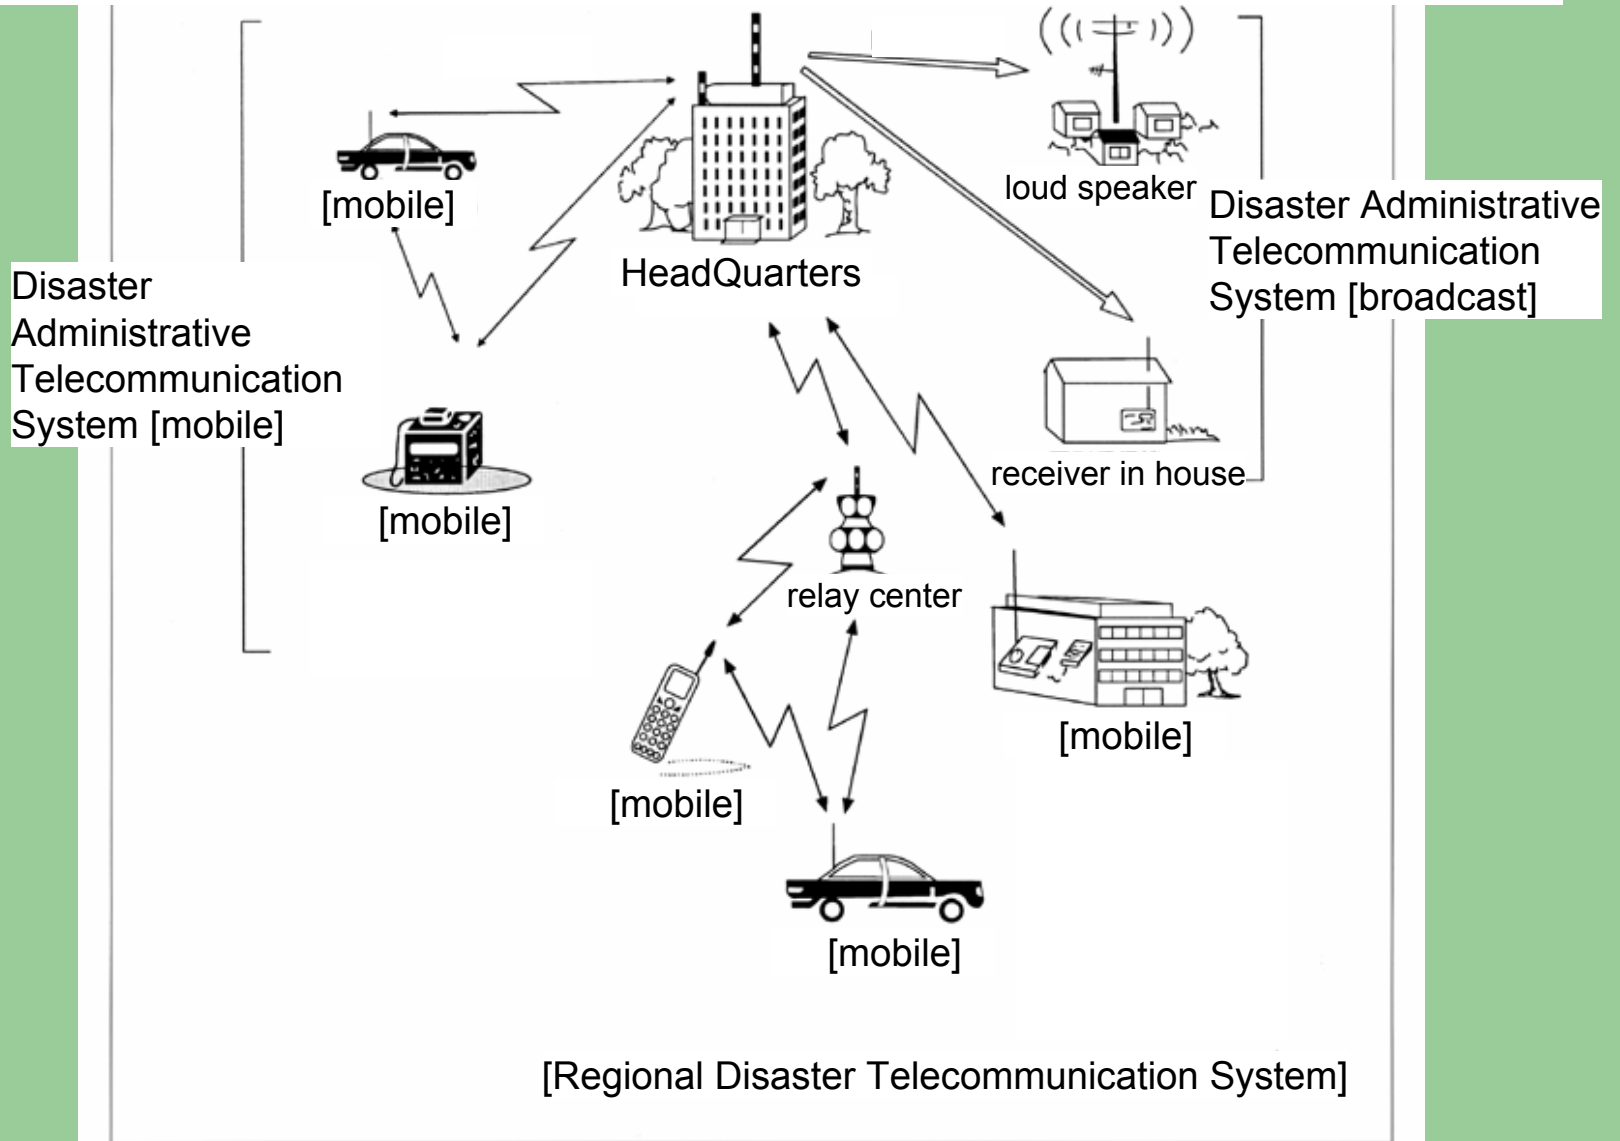 [mobile]
loud speaker
HeadQuarters
Disaster Administrative
Telecommunication
System [broadcast]
Disaster
Administrative
Telecommunication
System [mobile]
receiver in house
[mobile]
relay center
[mobile]
[mobile]
[mobile]
[Regional Disaster Telecommunication System]